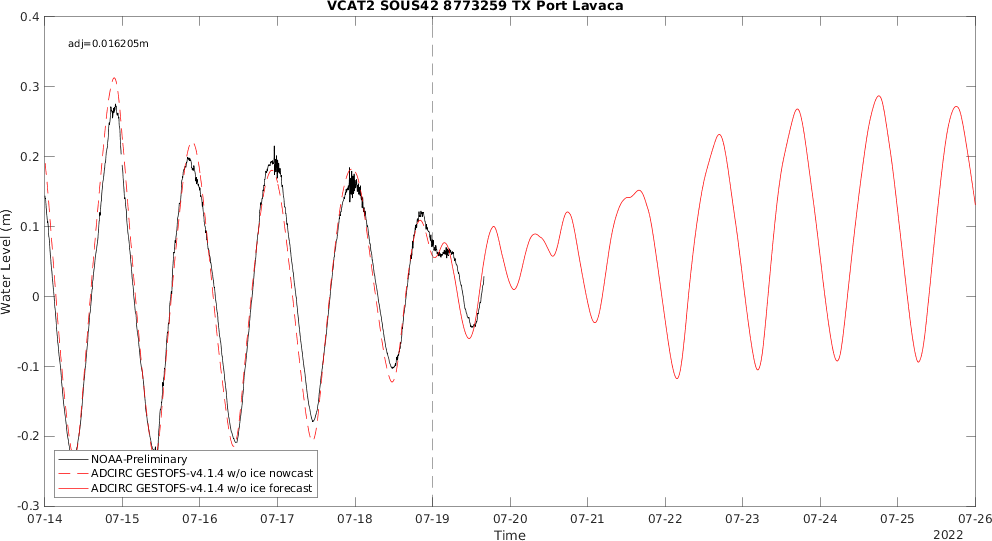 VCAT2 SOUS42 8773259 TX Port Lavaca
adj=0.016205m
Water Level (m)
0.4
0.3
0.2
0.1
0
-0.1
-0.2
-0.3
NOAA-Preliminary
ADCIRC GESTOFS-v4.1.4 w/o ice nowcast
ADCIRC GESTOFS-v4.1.4 w/o ice forecast
07-14 07-15 07-16 07-17 07-18 07-19 07-20 07-21 07-22 07-23 07-24 07-25 07-26
Time
2022